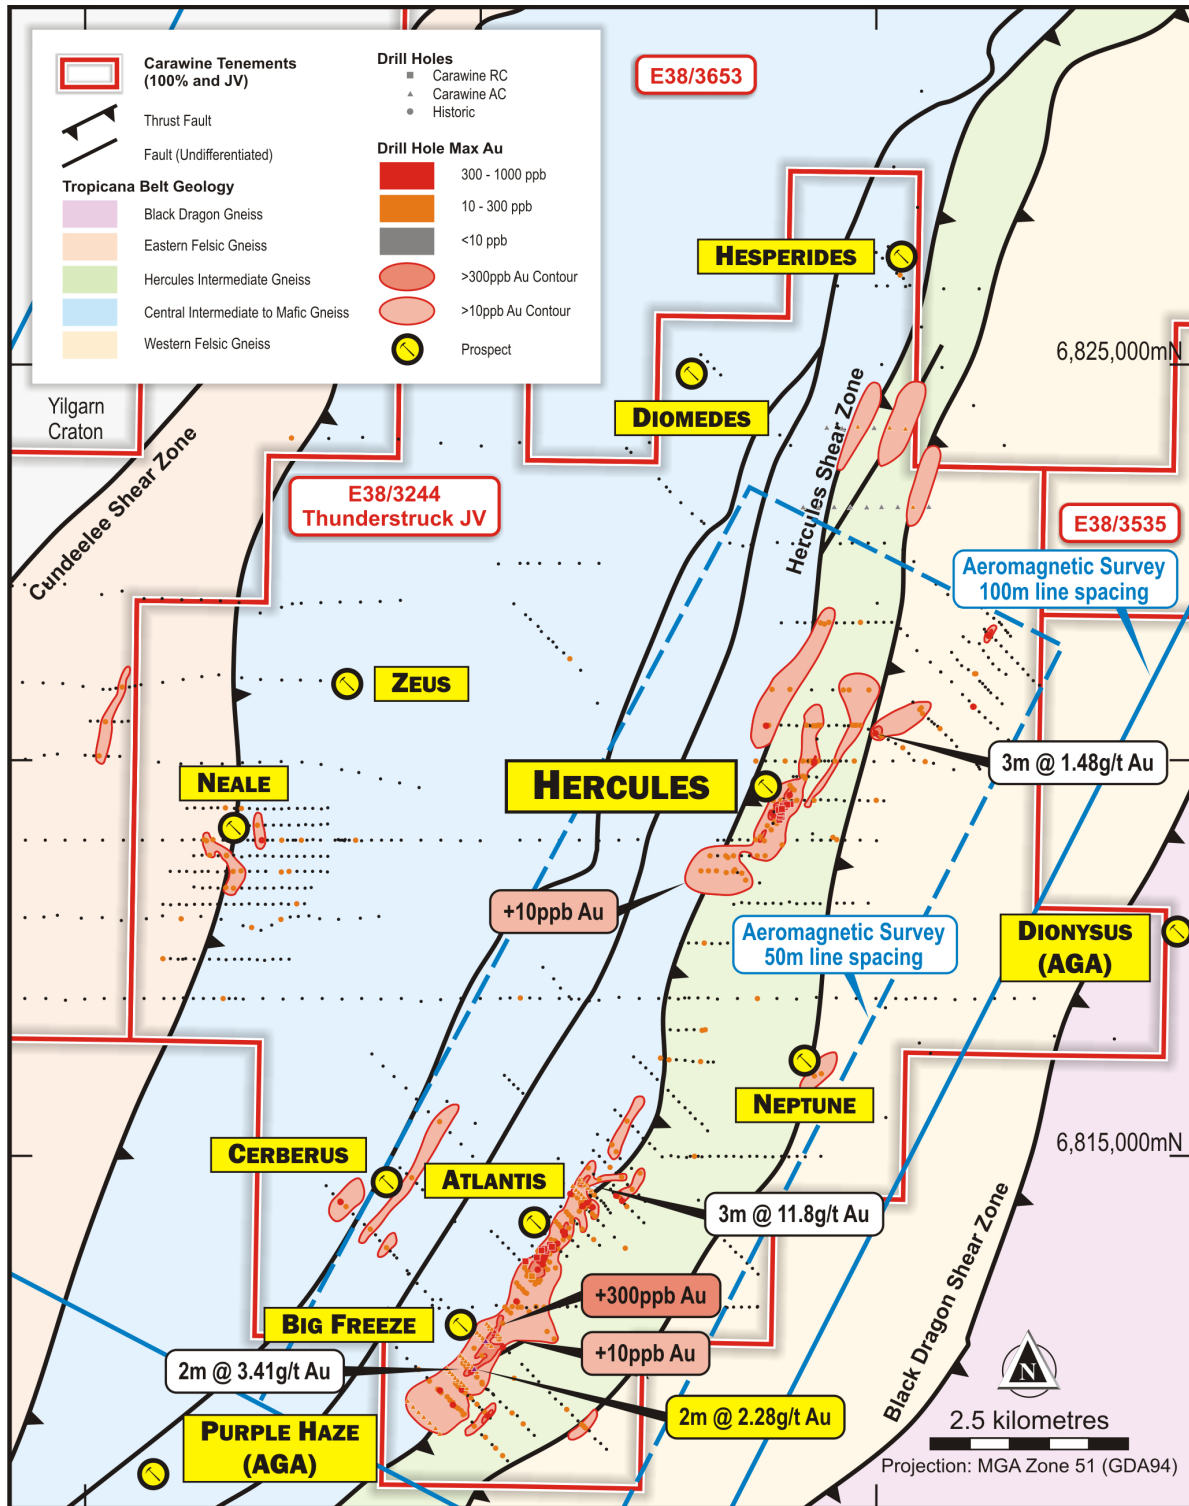 Carawine Tenements
(100% and JV)
Thrust Fault
Fault (Undifferentiated)
Tropicana Belt Geology
Black Dragon Gneiss
Eastern Felsic Gneiss
Hercules Intermediate Gneiss
Central Intermediate to Mafic Gneiss
Western Felsic Gneiss
Drill Holes
Carawine RC
Carawine AC
Historic
Drill Hole Max Au
300 - 1000 ppb
10 - 300 ppb
<10 ppb
>300ppb Au Contour
>10ppb Au Contour
Prospect
E38/3653
HESPERIDES
6,825,000mN
DIOMEDES
Yilgarn
Craton
Cundeelee Shear Zone
E38/3244
Thunderstruck JV
Hercules Shear Zone
E38/3535
Aeromagnetic Survey
100m line spacing
ZEUS
NEALE
HERCULES
3m @ 1.48g/t Au
+10ppb Au
Aeromagnetic Survey
50m line spacing
DIONYSUS
(AGA)
NEPTUNE
CERBERUS
ATLANTIS
6,815,000mN
3m @ 11.8g/t Au
Black Dragon Shear Zone
+300ppb Au
BIG FREEZE
+10ppb Au
2m @ 3.41g/t Au
2m @ 2.28g/t Au
PURPLE HAZE
(AGA)
N
2.5 kilometres
Projection: MGA Zone 51 (GDA94)